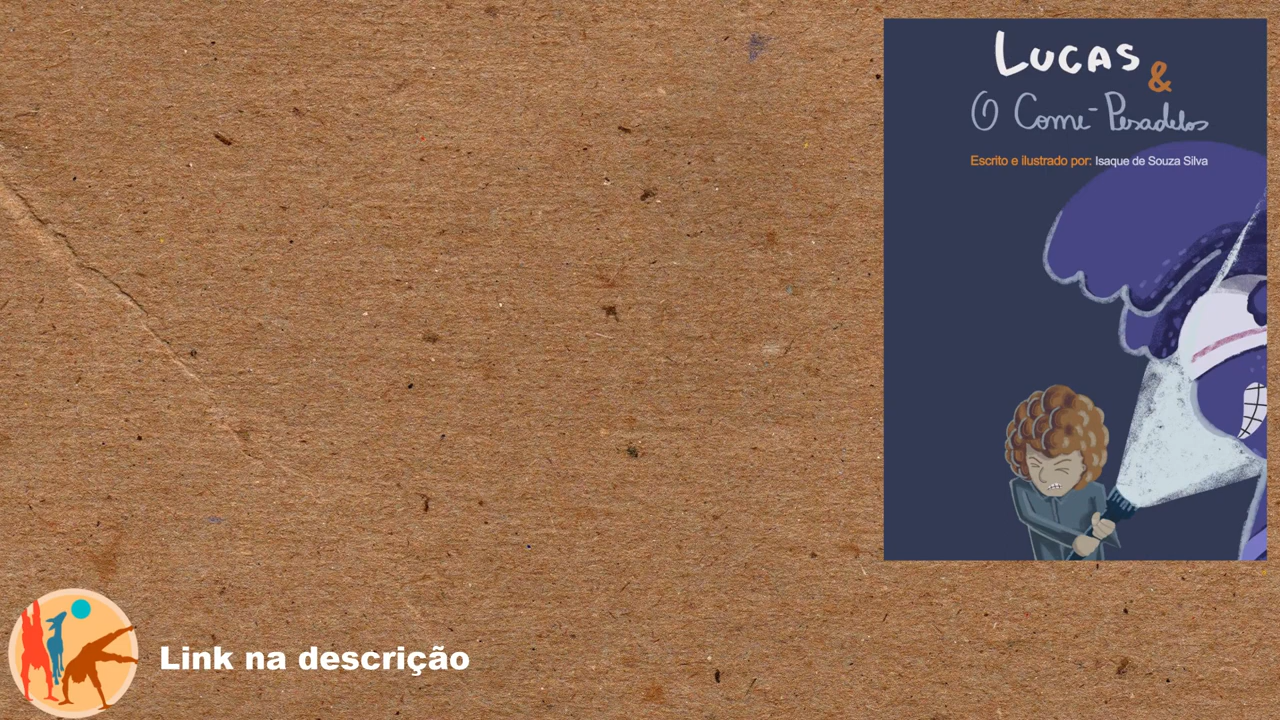 LUCAS &
O Come-Pesadelos
Escrito e ilustrado por: Isaque de Souza Silva
Link na descrição